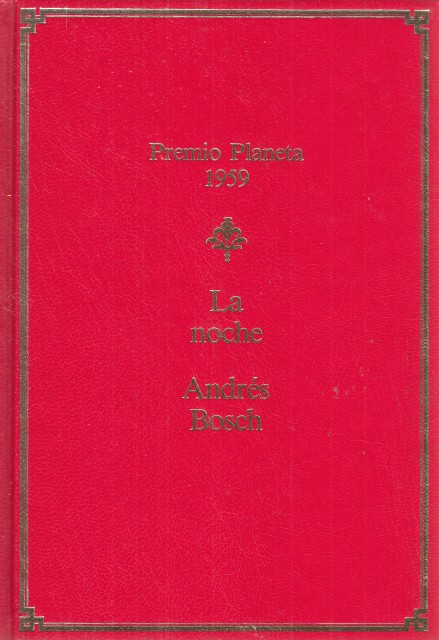 Premio Planeta
1959
La
noche
Andrés
Bosch